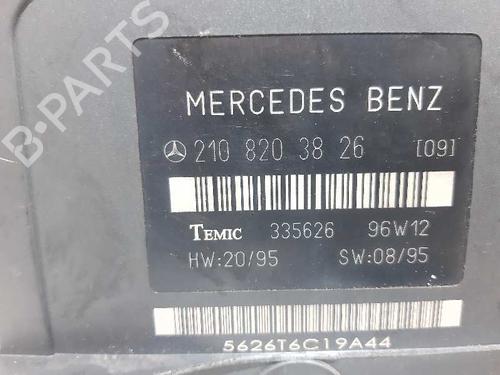 B-PARTS
MERCEDES BENZ
210 820 38 26 [09]
TEMIC 335626 96W12
HW:20/95 SW:08/95
5626T6C19A44